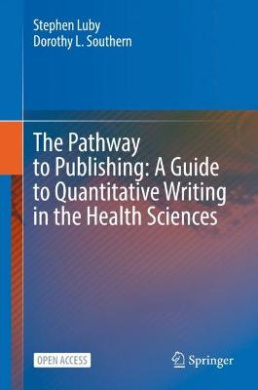 Stephen Luby
Dorothy L. Southern
The Pathway
to Publishing: A Guide
to Quantitative Writing
in the Health Sciences
OPEN ACCESS
Springer